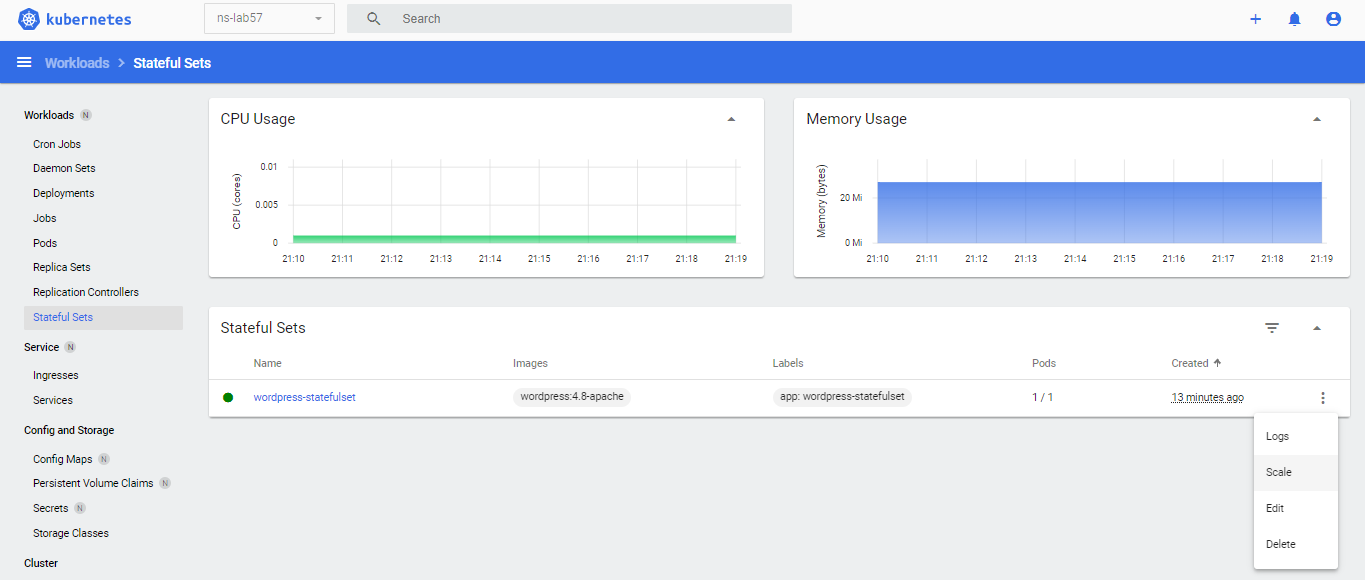 kubernetes
ns-lab57
Search
Workloads > Stateful Sets
Workloads N
Cron Jobs
Daemon Sets
Deployments
Jobs
Pods
Replica Sets
Replication Controllers
Stateful Sets
Service N
Ingresses
Services
Config and Storage
Config Maps N
Persistent Volume Claims N
Secrets N
Storage Classes
Cluster
CPU Usage
CPU (cores)
0.01
0.005
0
21:10 21:11 21:12 21:13 21:14 21:15 21:16 21:17 21:18 21:19
Memory Usage
Memory (bytes)
20 Mi
0 Mi
21:10 21:11 21:12 21:13 21:14 21:15 21:16 21:17 21:18 21:19
Stateful Sets
Name Images Labels Pods Created
wordpress-statefulset wordpress:4.8-apache app: wordpress-statefulset 1 / 1 13 minutes ago
Logs
Scale
Edit
Delete